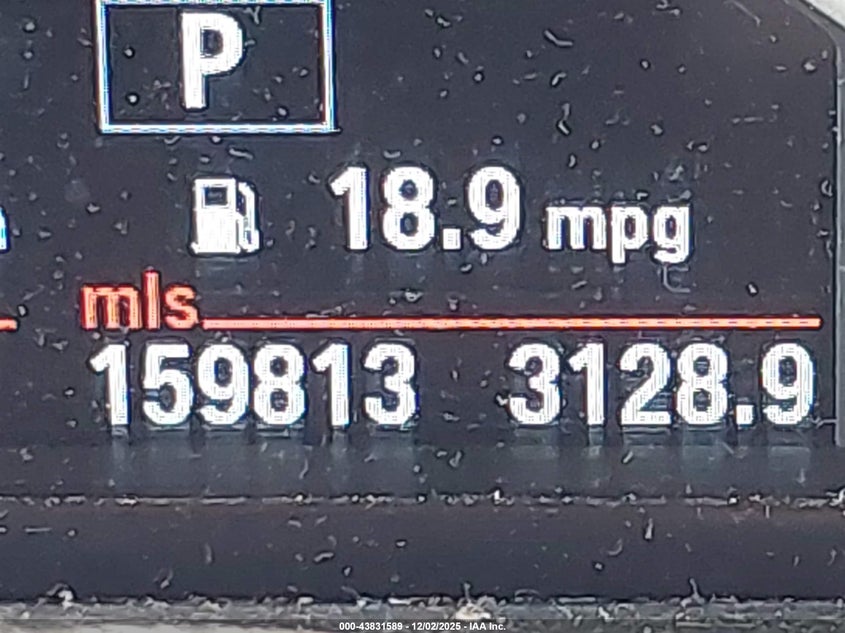 P
18.9 mpg
mls
159813 3128.9
000-43831589 - 12/02/2025 - IAA Inc.